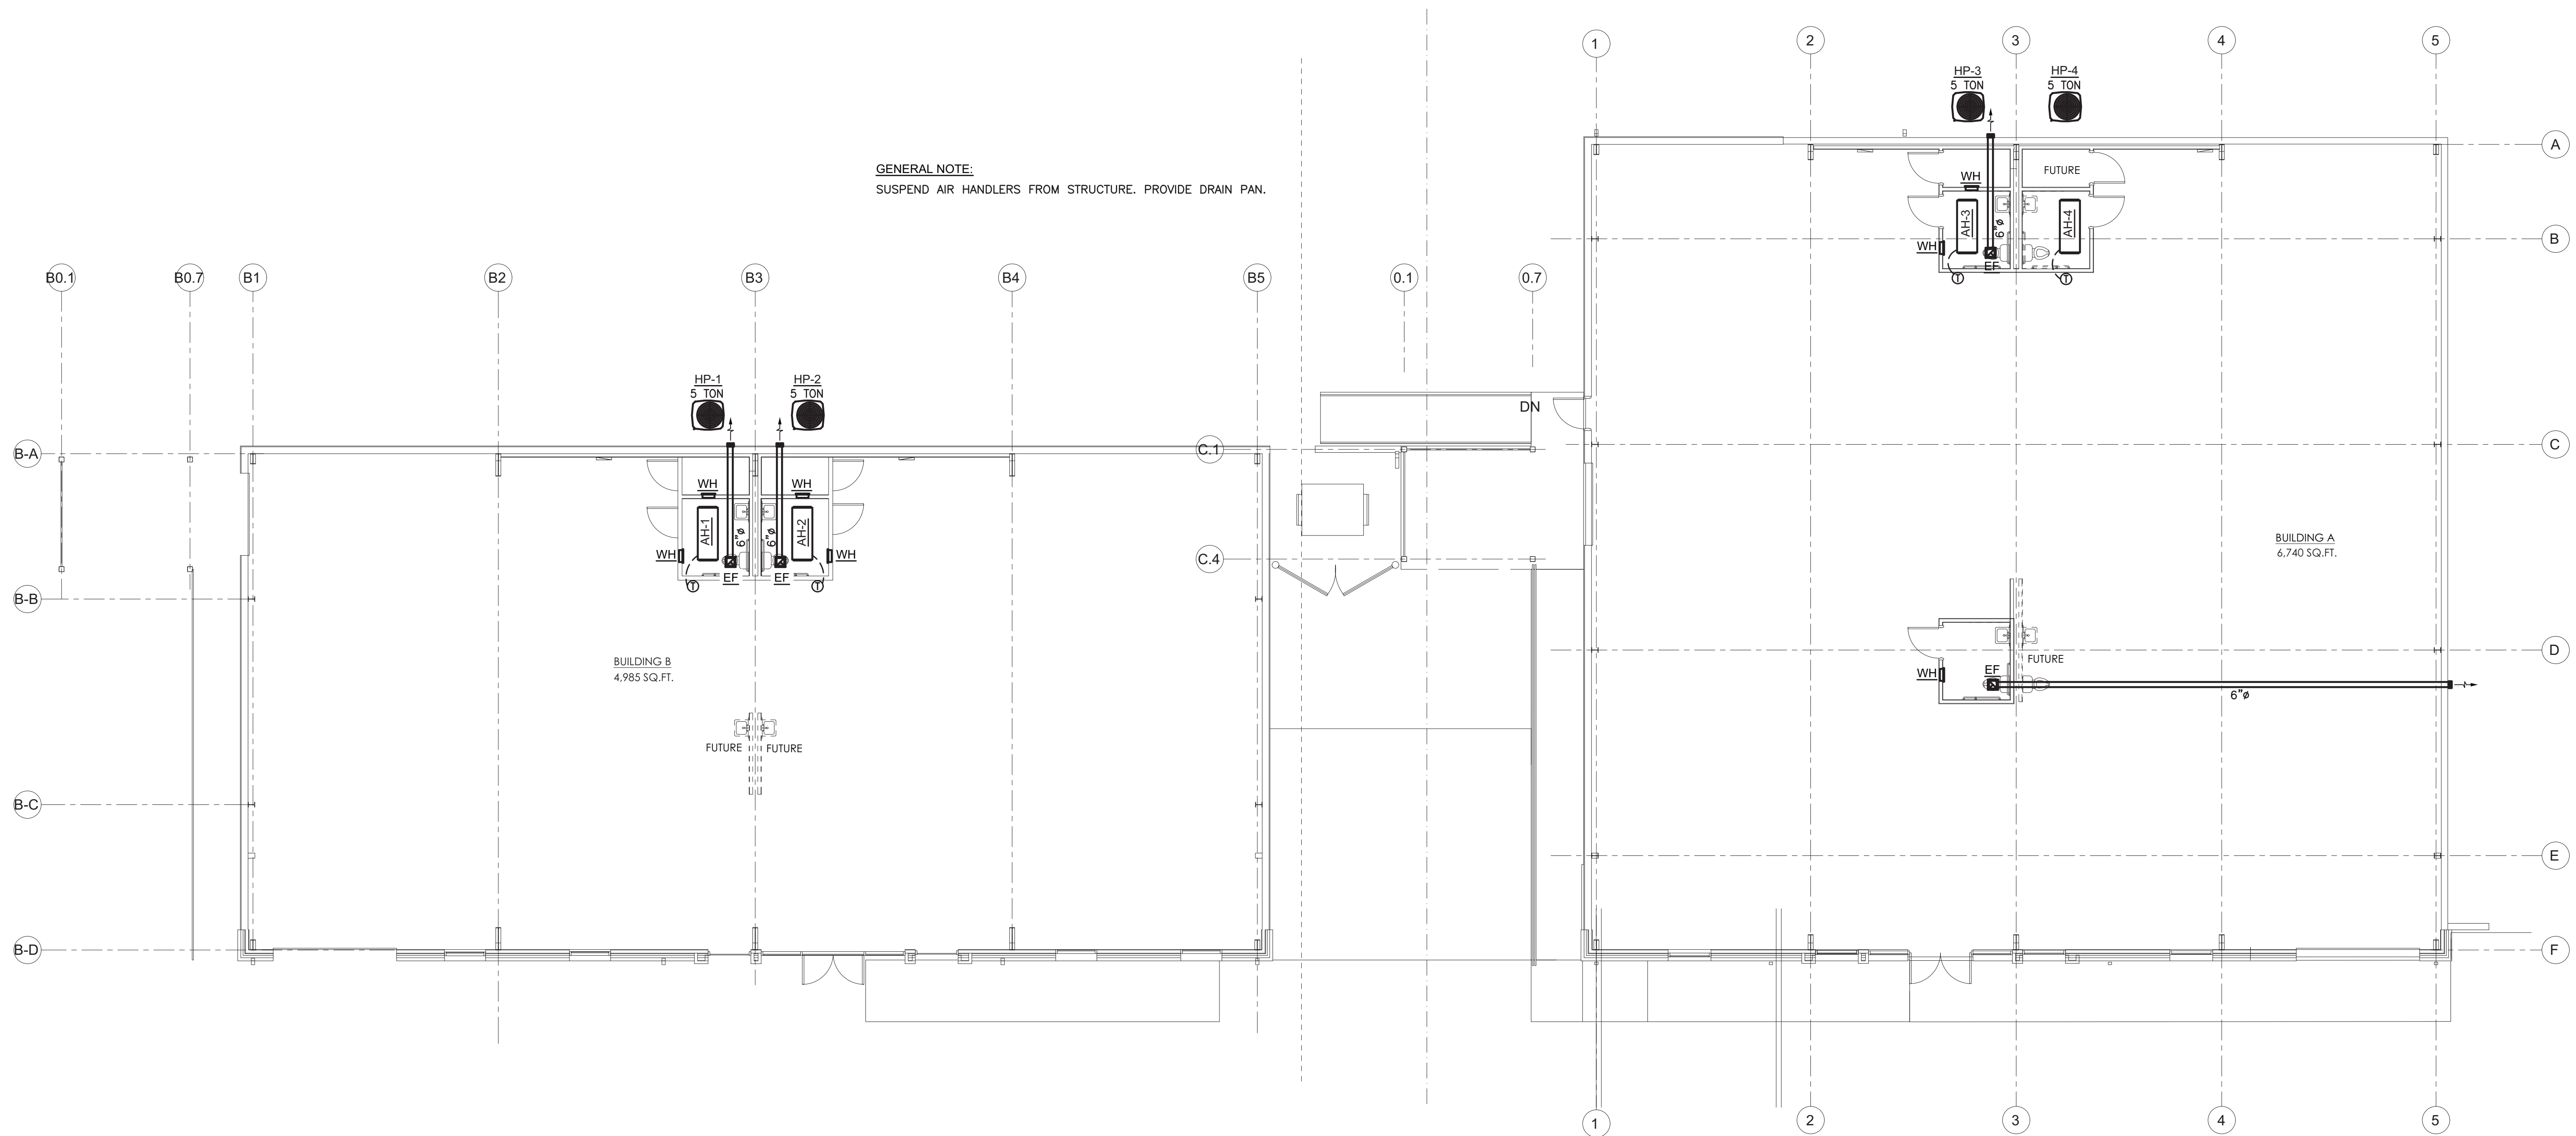 1
2
3
4
5
HP-3
5 TON
HP-4
5 TON
A
GENERAL NOTE:
SUSPEND AIR HANDLERS FROM STRUCTURE. PROVIDE DRAIN PAN.
FUTURE
WH
AH-3
6"ø
AH-4
WH
EF
T
T
B
B0.1
B0.7
B1
B2
B3
B4
B5
0.1
0.7
HP-1
5 TON
HP-2
5 TON
DN
B-A
C.1
C
WH
WH
AH-1
6"ø
6"ø
AH-2
WH
WH
EF
EF
T
T
C.4
BUILDING A
6,740 SQ.FT.
B-B
BUILDING B
4,985 SQ.FT.
D
WH
EF
FUTURE
6"ø
FUTURE
FUTURE
B-C
E
B-D
F
1
2
3
4
5